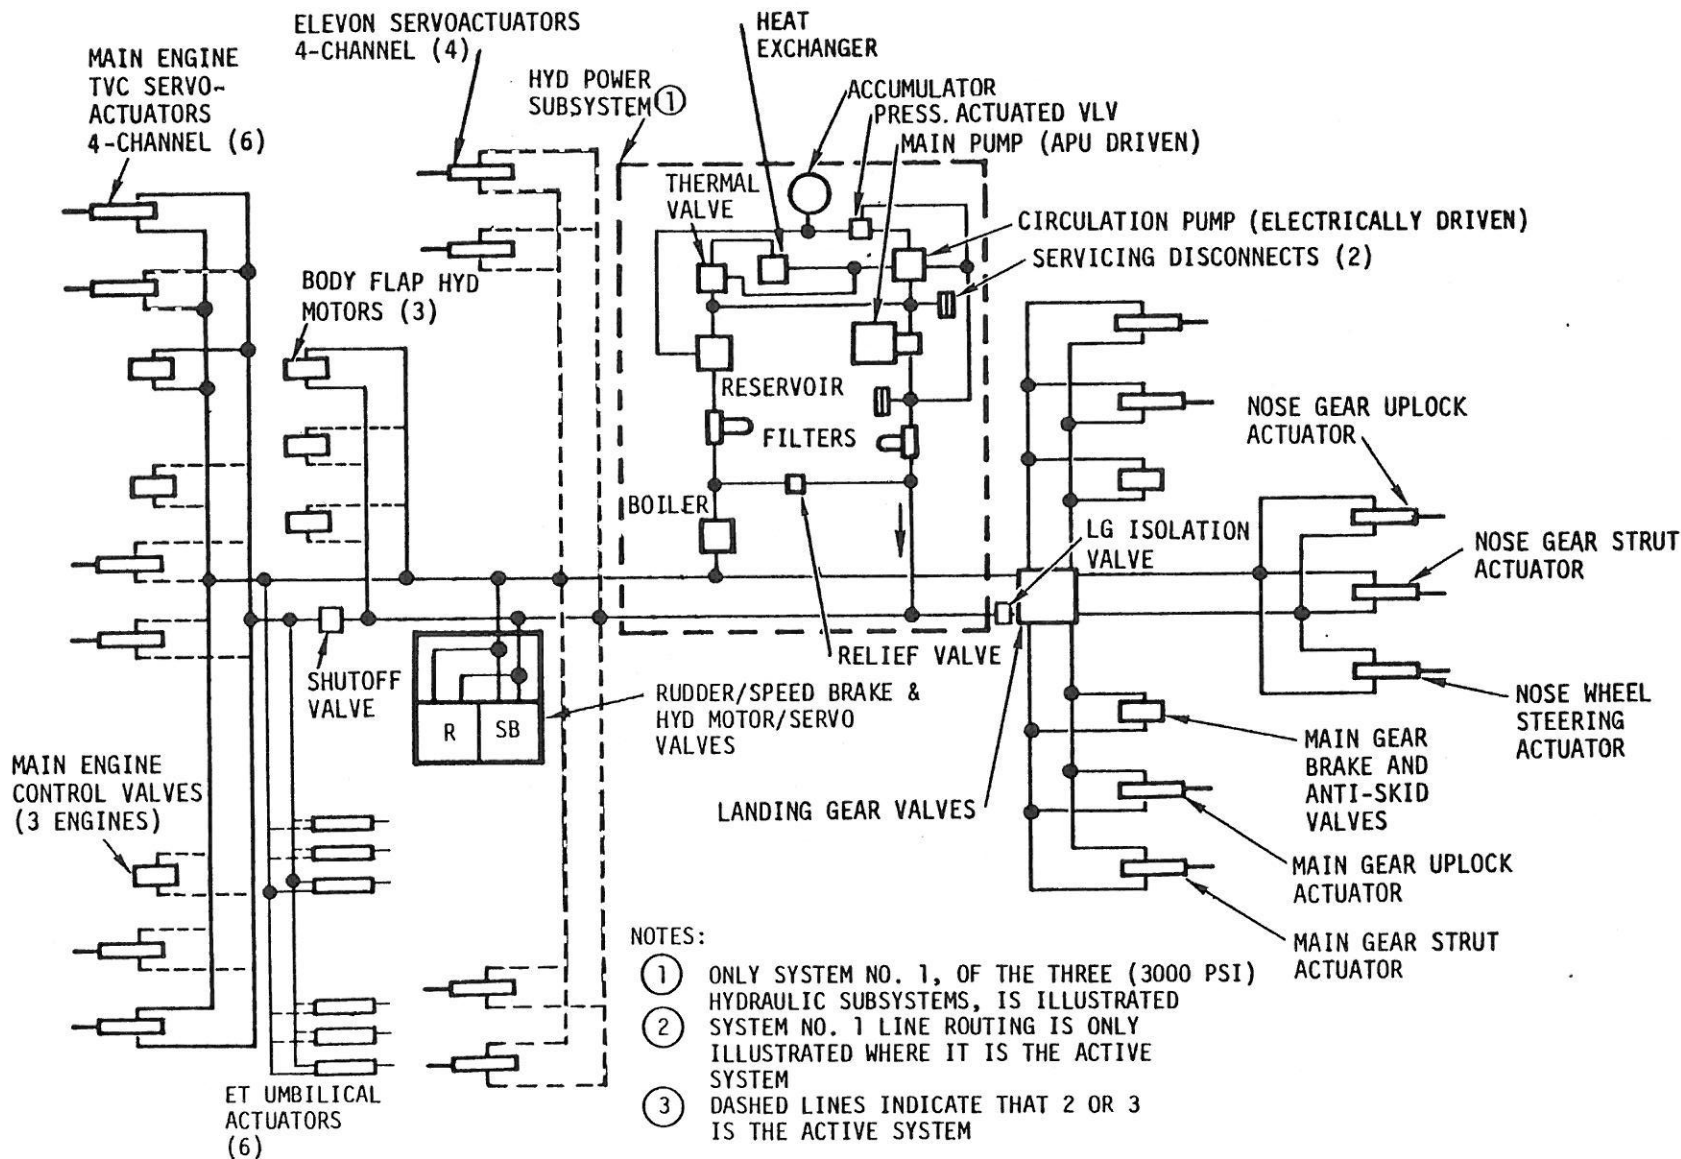 ELEVON SERVOACTUATORS
4-CHANNEL (4)
HEAT
EXCHANGER
MAIN ENGINE
TVC SERVO-
ACTUATORS
4-CHANNEL (6)
HYD POWER
SUBSYSTEM ①
ACCUMULATOR
PRESS. ACTUATED VLV
MAIN PUMP (APU DRIVEN)
THERMAL
VALVE
CIRCULATION PUMP (ELECTRICALLY DRIVEN)
SERVICING DISCONNECTS (2)
BODY FLAP HYD
MOTORS (3)
RESERVOIR
FILTERS
NOSE GEAR UPLOCK
ACTUATOR
BOILER
LG ISOLATION
VALVE
NOSE GEAR STRUT
ACTUATOR
SHUTOFF
VALVE
RELIEF VALVE
R
SB
RUDDER/SPEED BRAKE &
HYD MOTOR/SERVO
VALVES
NOSE WHEEL
STEERING
ACTUATOR
MAIN GEAR
BRAKE AND
ANTI-SKID
VALVES
MAIN ENGINE
CONTROL VALVES
(3 ENGINES)
LANDING GEAR VALVES
MAIN GEAR UPLOCK
ACTUATOR
MAIN GEAR STRUT
ACTUATOR
ET UMBILICAL
ACTUATORS
(6)
NOTES:
① ONLY SYSTEM NO. 1, OF THE THREE (3000 PSI)
HYDRAULIC SUBSYSTEMS, IS ILLUSTRATED
② SYSTEM NO. 1 LINE ROUTING IS ONLY
ILLUSTRATED WHERE IT IS THE ACTIVE
SYSTEM
③ DASHED LINES INDICATE THAT 2 OR 3
IS THE ACTIVE SYSTEM